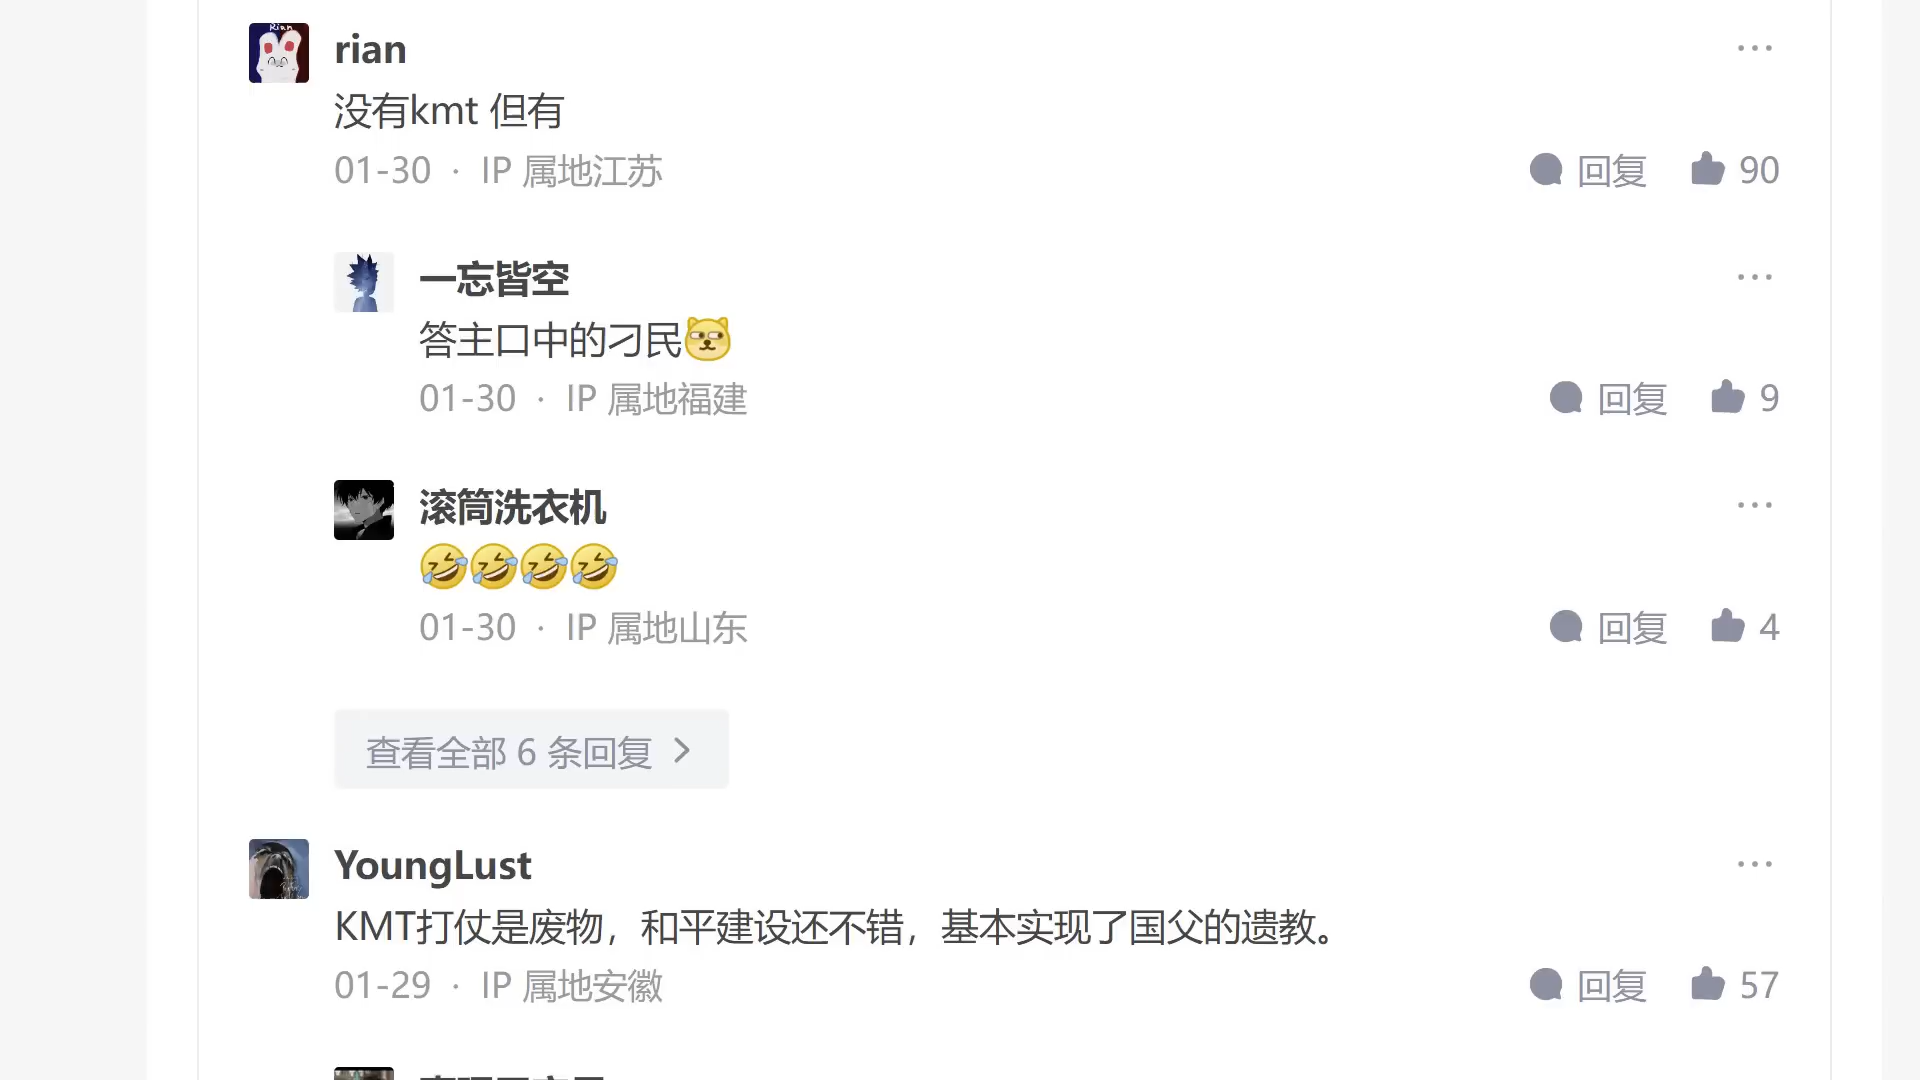 Rian
rian
没有kmt 但有
01-30 · IP 属地江苏
回复 90
一忘皆空
答主口中的刁民
01-30 · IP 属地福建
回复 9
滚筒洗衣机
🤣🤣🤣🤣
01-30 · IP 属地山东
回复 4
查看全部 6 条回复 >
YoungLust
KMT打仗是废物，和平建设还不错，基本实现了国父的遗教。
01-29 · IP 属地安徽
回复 57